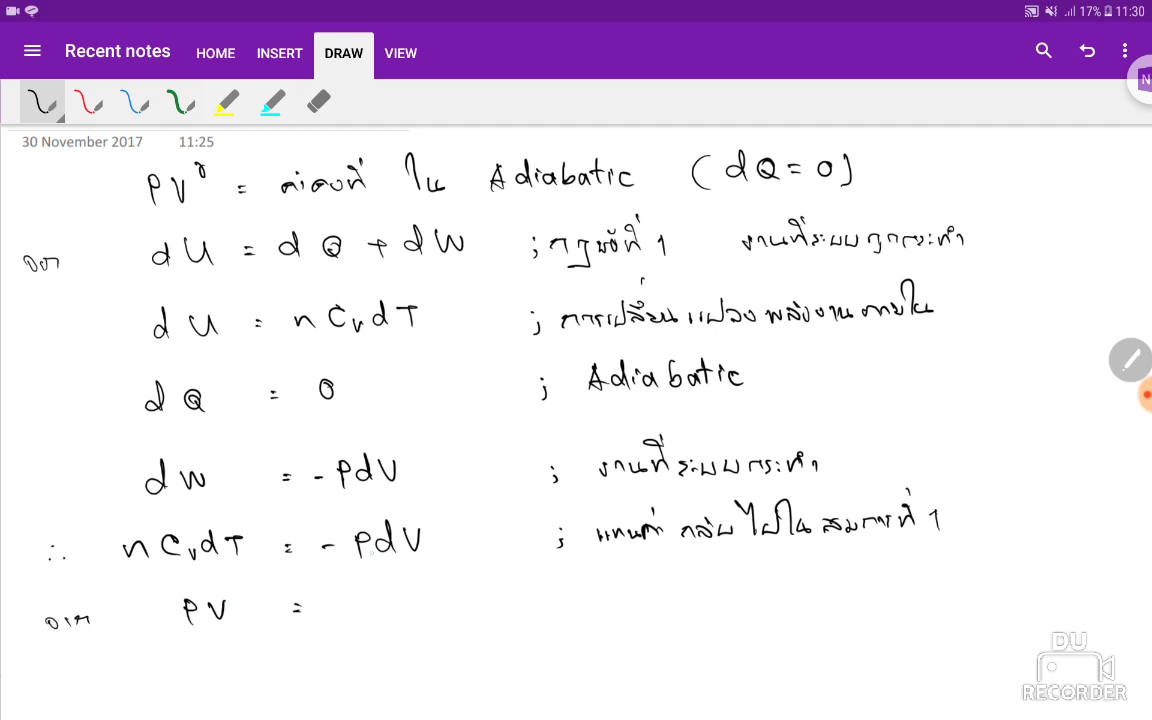 17% 11:30
Recent notes HOME INSERT DRAW VIEW
N
30 November 2017 11:25
PV^γ = ค่าคงที่ ใน Adiabatic (dQ = 0)
จาก dU = dQ + dW ; กฎข้อที่ 1 งานที่ระบบถูกกระทำ
dU = nCvdT ; การเปลี่ยนแปลงพลังงานภายใน
dQ = 0 ; Adiabatic
dW = -PdV ; งานที่ระบบกระทำ
∴ nCvdT = -PdV ; แทนค่า กลับไปใน สมการที่ 1
จาก PV =
DU
RECORDER